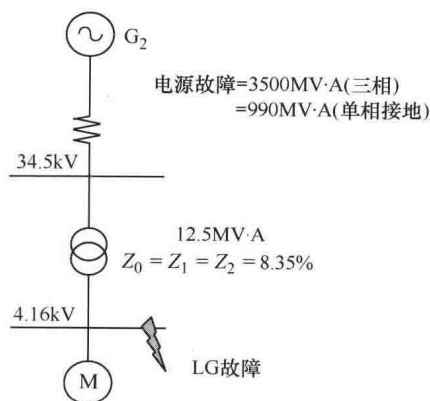 G₂
电源故障=3500MV·A(三相)
=990MV·A(单相接地)
34.5kV
12.5MV·A
Z₀ = Z₁ = Z₂ = 8.35%
4.16kV
LG故障
M